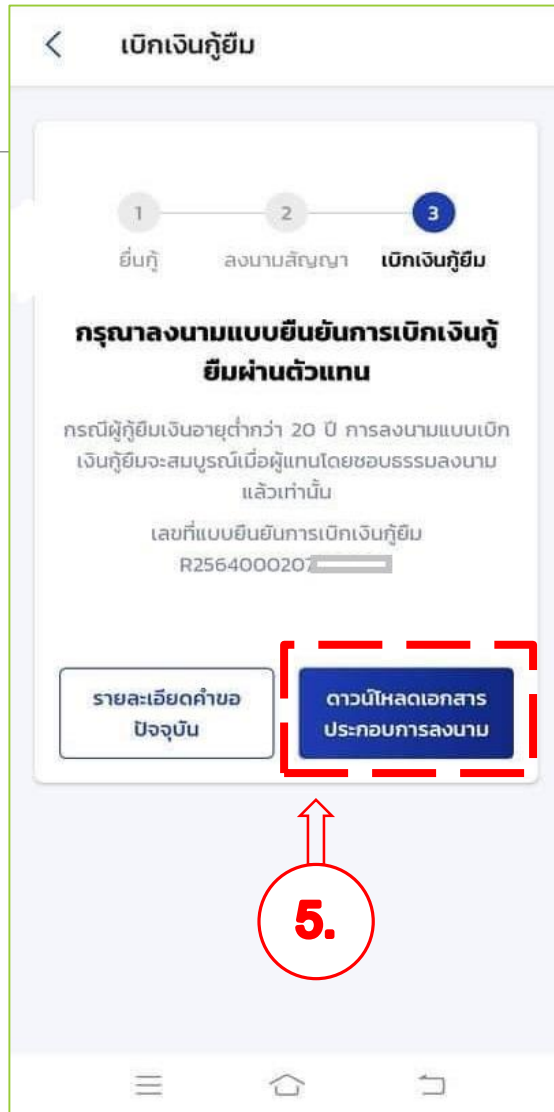 เบิกเงินกู้ยืม
1
2
3
ยื่นกู้
ลงนามสัญญา
เบิกเงินกู้ยืม
กรุณาลงนามแบบยืนยันการเบิกเงินกู้
ยืมผ่านตัวแทน
กรณีผู้กู้ยืมเงินอายุต่ำกว่า 20 ปี การลงนามแบบเบิก
เงินกู้ยืมจะสมบูรณ์เมื่อผู้แทนโดยชอบธรรมลงนาม
แล้วเท่านั้น
เลขที่แบบยืนยันการเบิกเงินกู้ยืม
R2564000207
รายละเอียดคำขอ
ปัจจุบัน
ดาวน์โหลดเอกสาร
ประกอบการลงนาม
5.